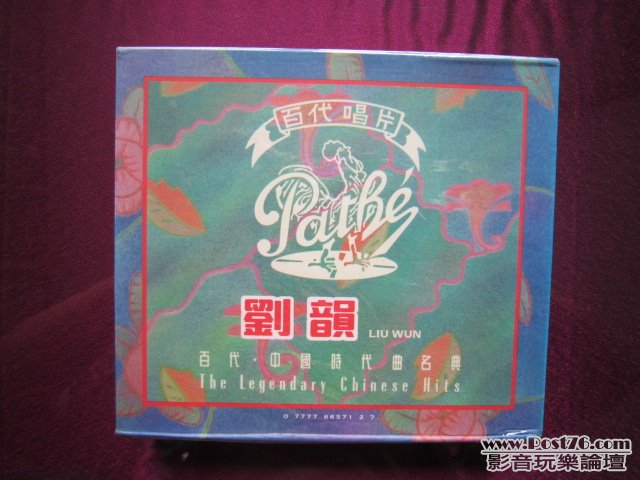 百代唱片
Pathé
劉韻 LIU WUN
百代·中國時代曲名典
The Legendary Chinese Hits
0 7777 66571 2 7
www.Post76.com
影音玩樂論壇